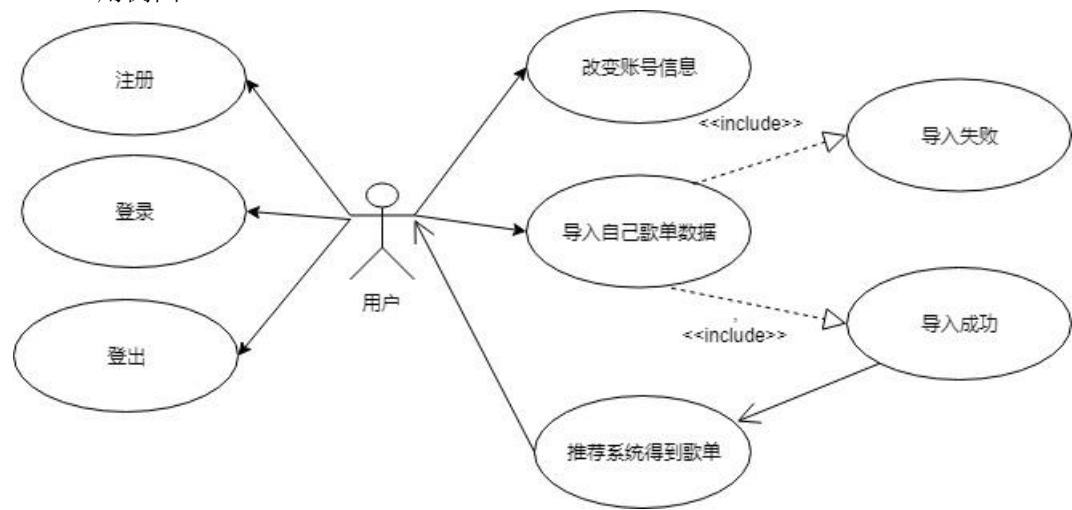 注册
改变账号信息
<<include>>
导入失败
登录
导入自己歌单数据
用户
导入成功
<<include>>
登出
推荐系统得到歌单